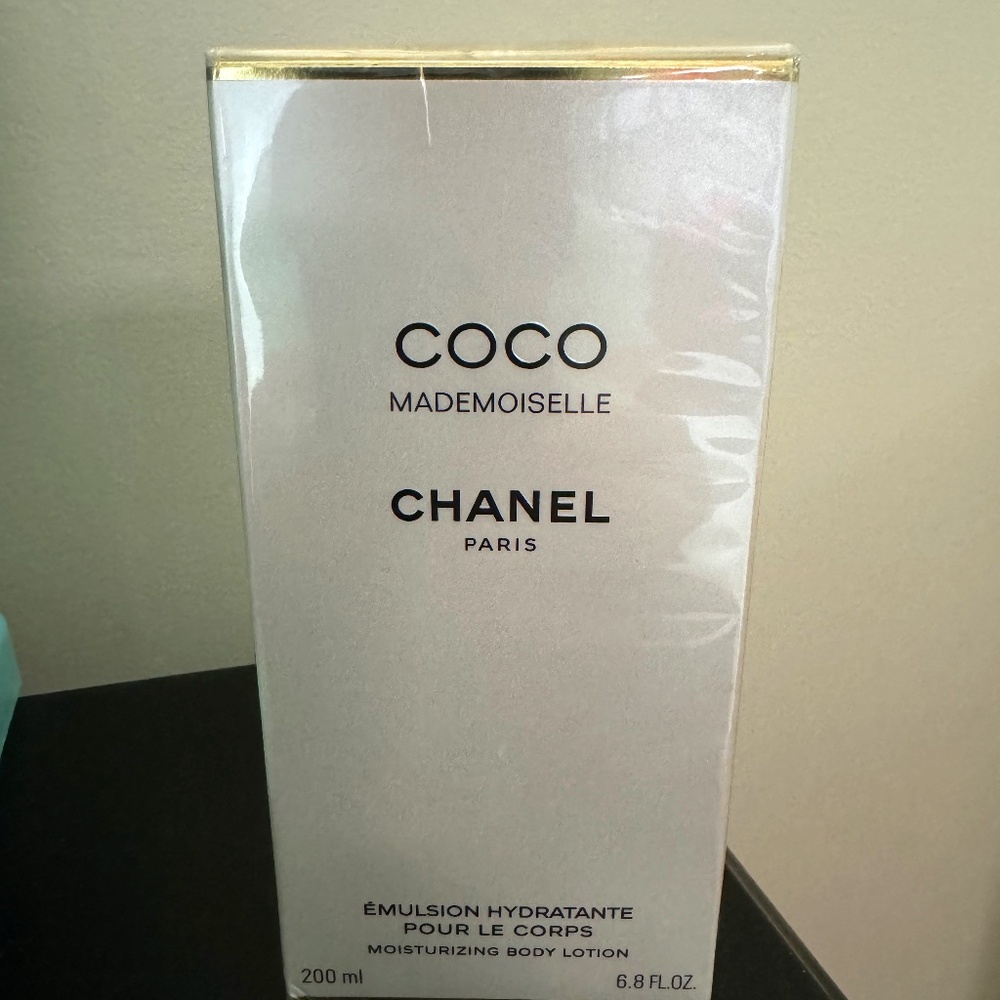 COCO
MADEMOISELLE
CHANEL
PARIS
ÉMULSION HYDRATANTE
POUR LE CORPS
MOISTURIZING BODY LOTION
200 ml 6.8 FL.OZ.